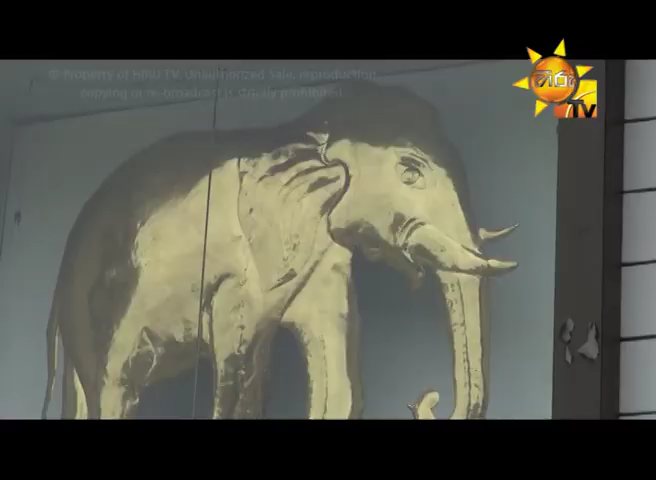 © Property of HIRU TV. Unauthorized Sale, reproduction,
copying or re-broadcast is strictly prohibited
හිරු
TV